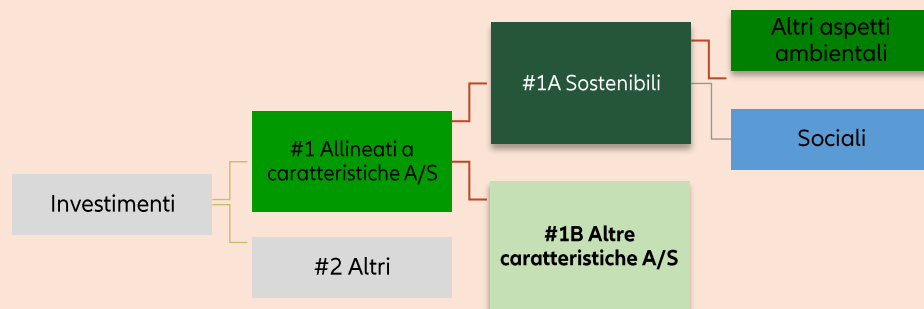 Investimenti
#1 Allineati a
caratteristiche A/S
#2 Altri
#1A Sostenibili
#1B Altre
caratteristiche A/S
Altri aspetti
ambientali
Sociali